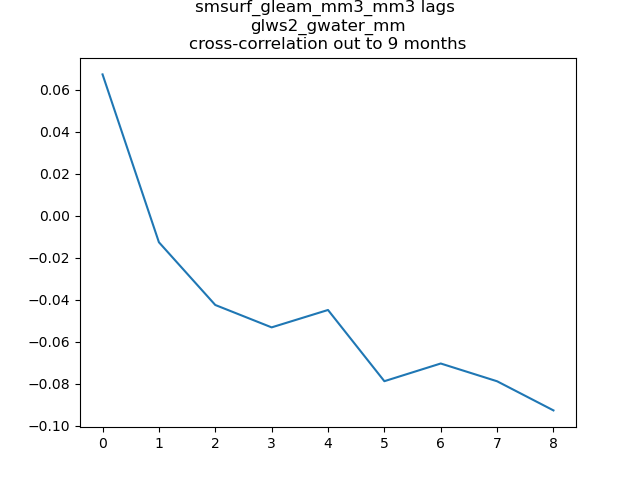 smsurf_gleam_mm3_mm3 lags
glws2_gwater_mm
cross-correlation out to 9 months
0.06
0.04
0.02
0.00
−0.02
−0.04
−0.06
−0.08
−0.10
0 1 2 3 4 5 6 7 8